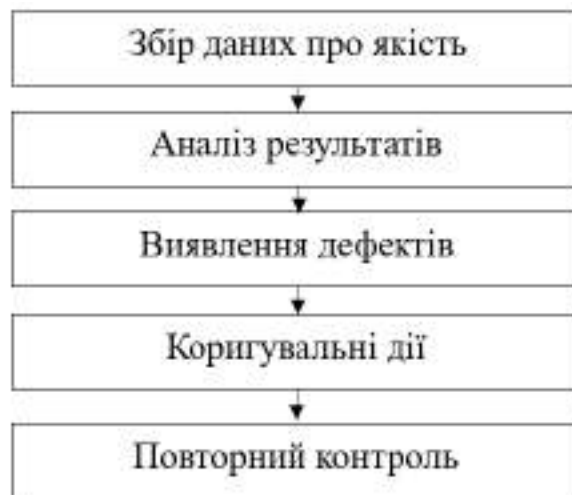 Збір даних про якість
Аналіз результатів
Виявлення дефектів
Коригувальні дії
Повторний контроль